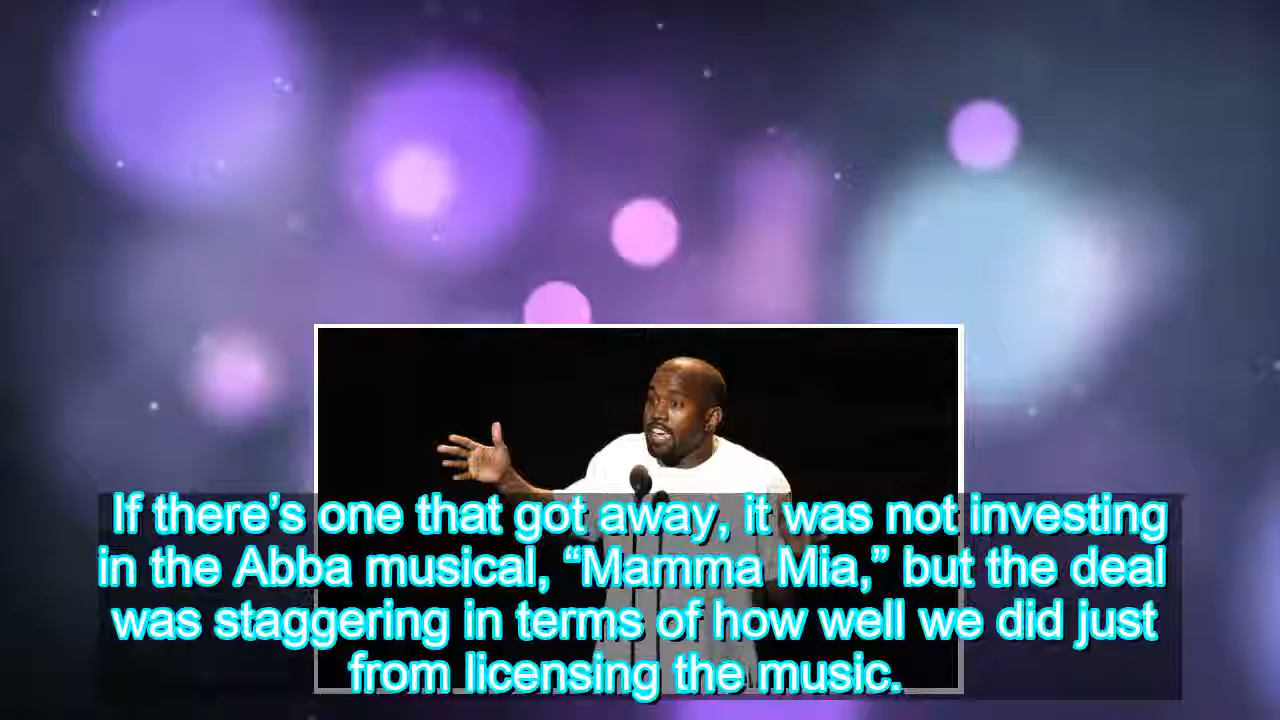 If there’s one that got away, it was not investing
in the Abba musical, “Mamma Mia,” but the deal
was staggering in terms of how well we did just
from licensing the music.